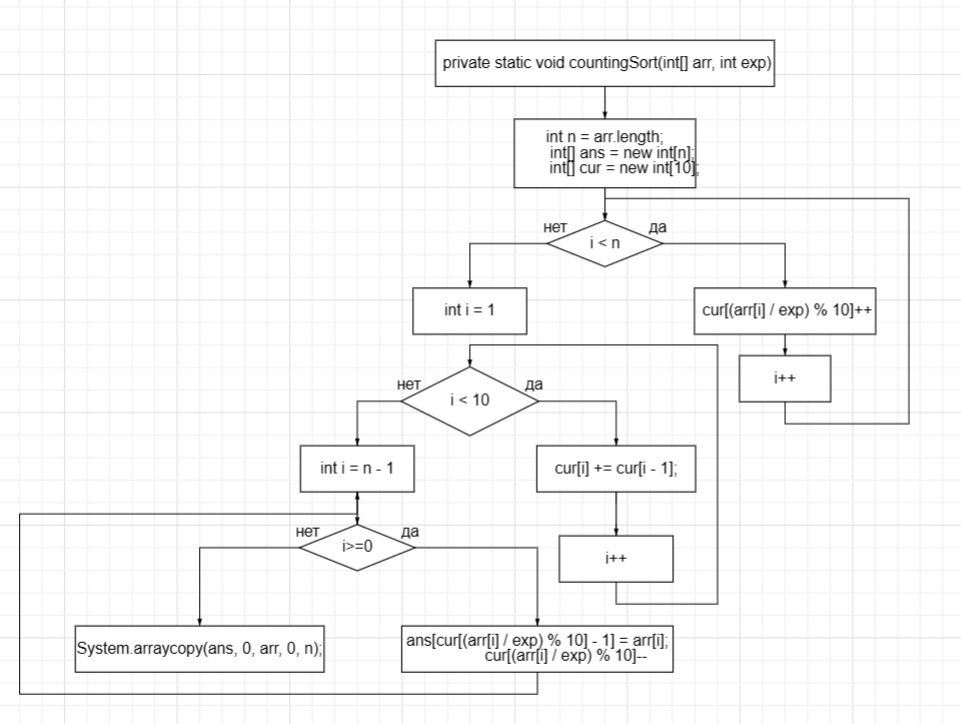 private static void countingSort(int[] arr, int exp)
int n = arr.length;
int[] ans = new int[n];
int[] cur = new int[10];
нет
да
i < n
int i = 1
cur[(arr[i] / exp) % 10]++
i++
нет
да
i < 10
int i = n - 1
cur[i] += cur[i - 1];
нет
да
i>=0
i++
System.arraycopy(ans, 0, arr, 0, n);
ans[cur[(arr[i] / exp) % 10] - 1] = arr[i];
cur[(arr[i] / exp) % 10]--